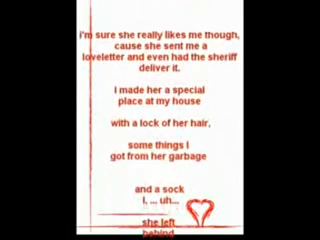 i'm sure she really likes me though,
cause she sent me a
loveletter and even had the sheriff
deliver it.
i made her a special
place at my house
with a lock of her hair,
some things I
got from her garbage
and a sock
i, ... uh...
she left
behind